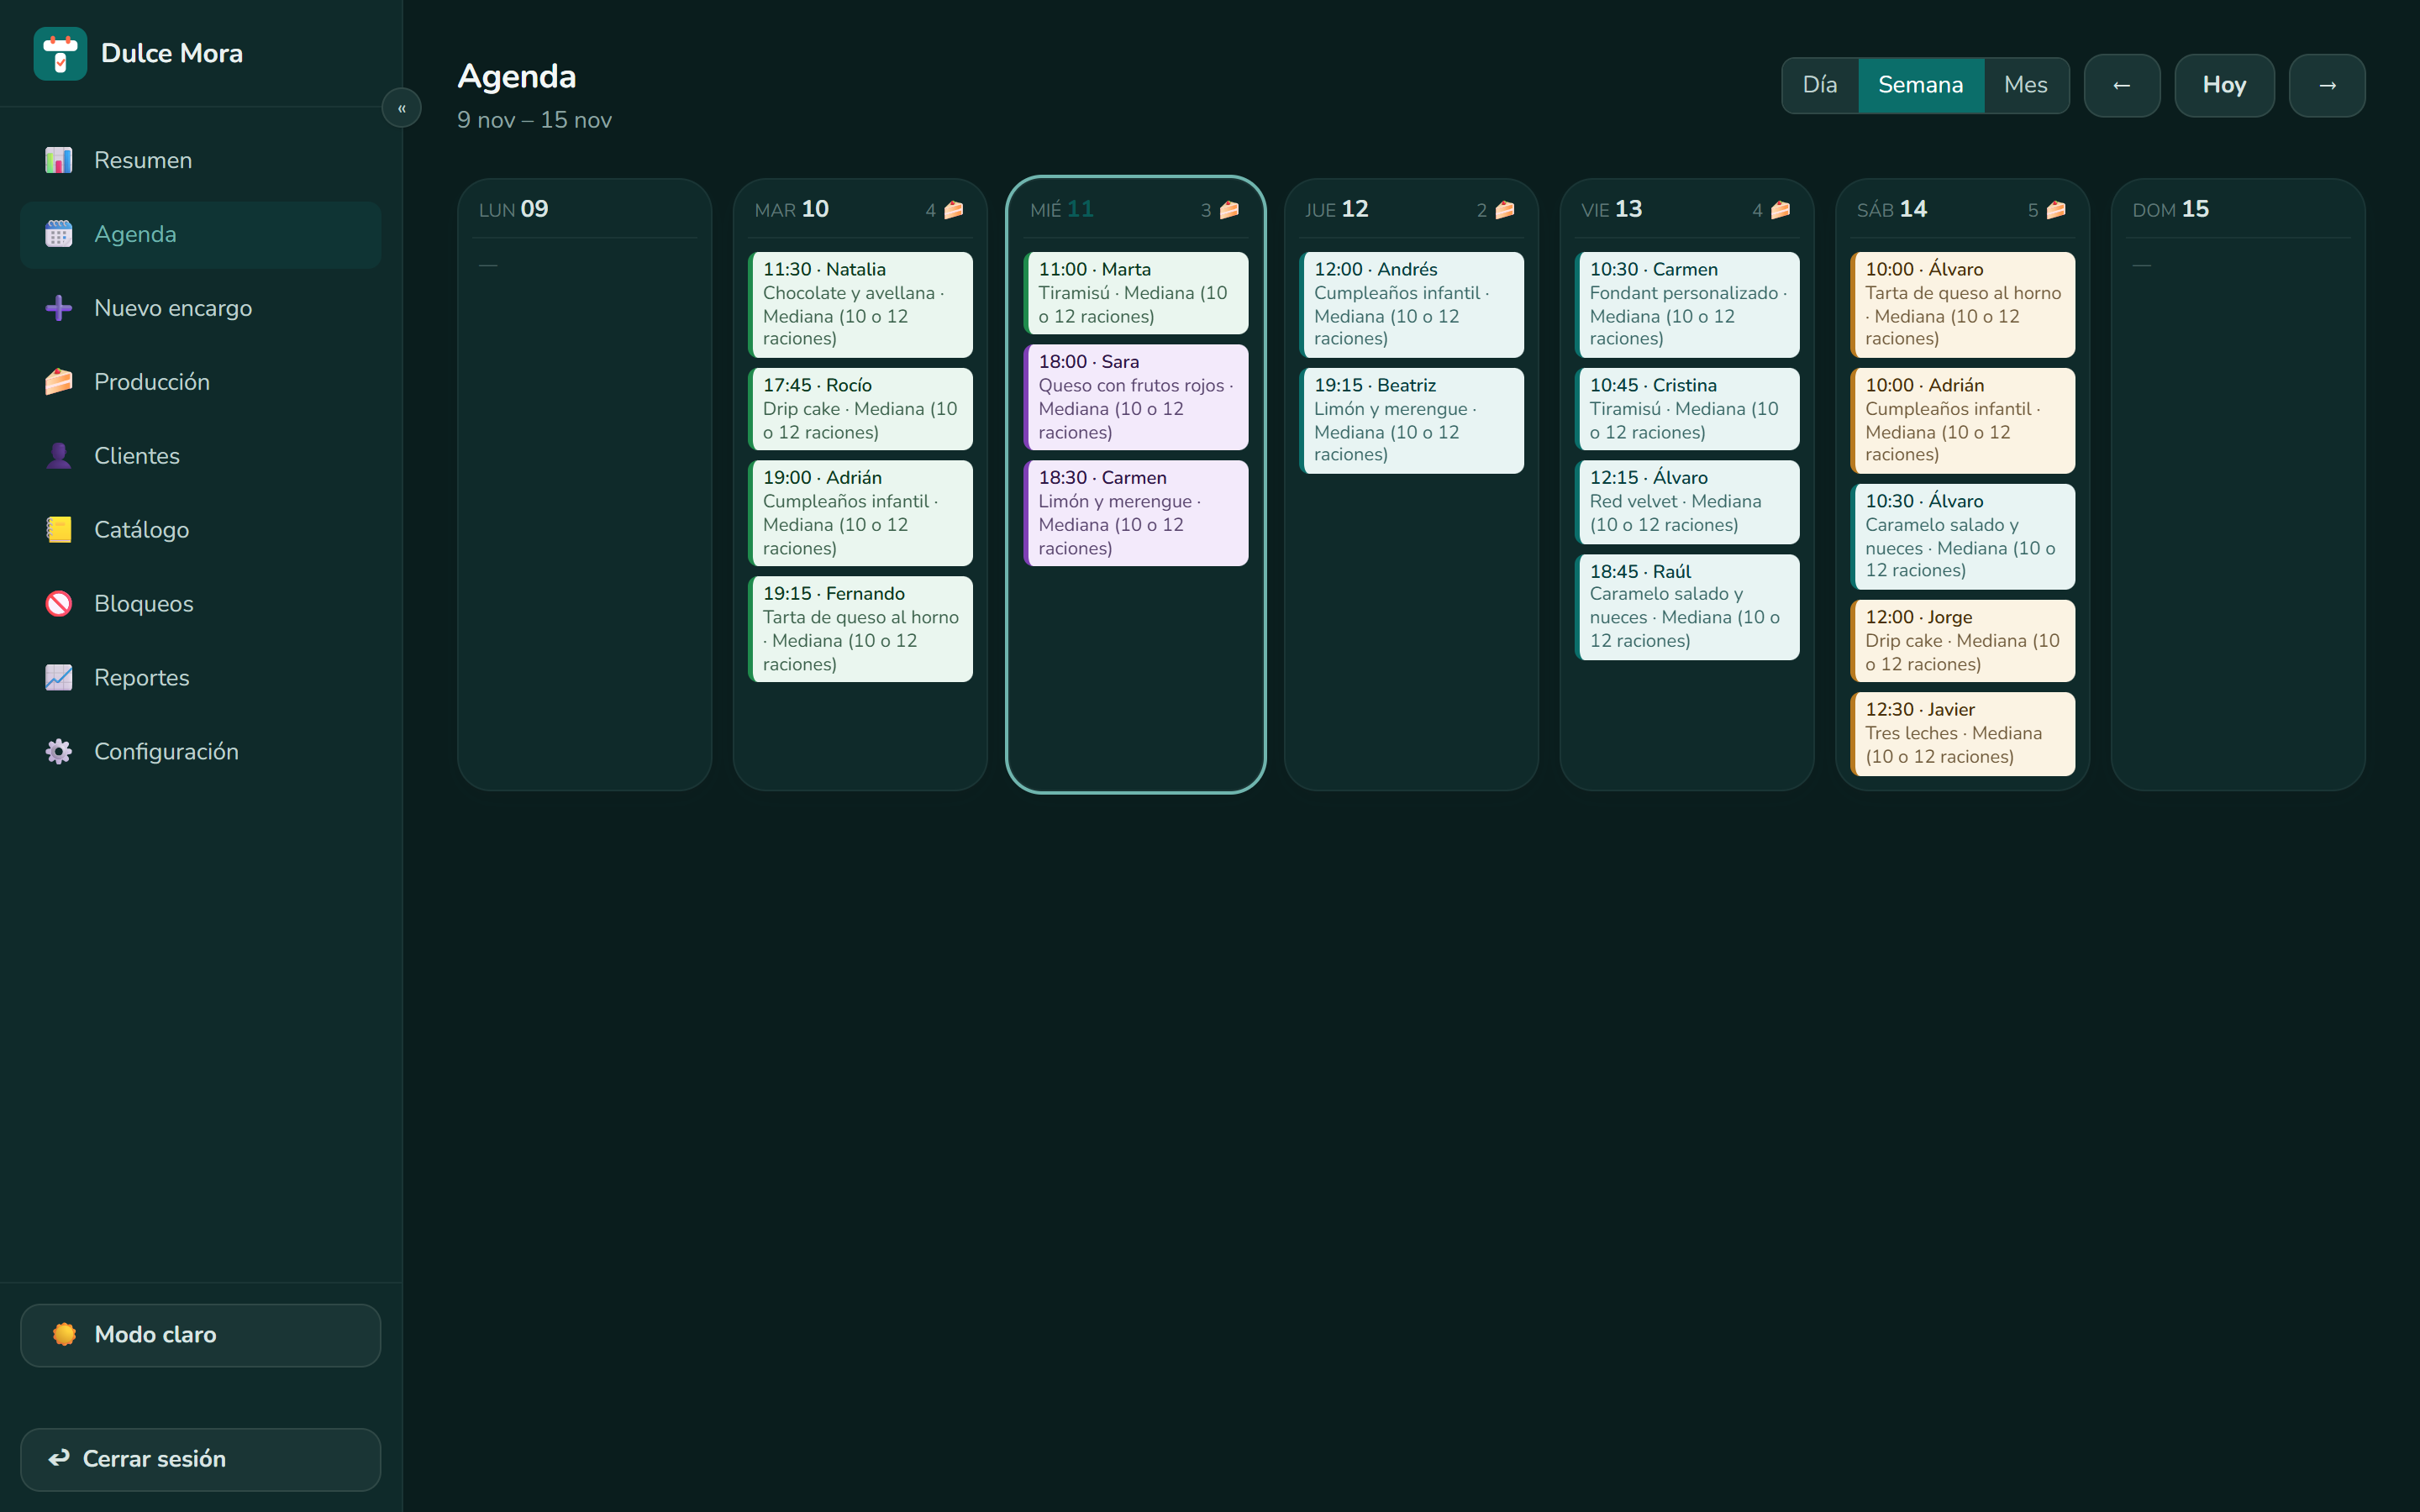 Dulce Mora
«
Resumen
Agenda
Nuevo encargo
Producción
Clientes
Catálogo
Bloqueos
Reportes
Configuración
Modo claro
Cerrar sesión
Agenda
9 nov – 15 nov
Día
Semana
Mes
←
Hoy
→
LUN 09
—
MAR 10 4
11:30 · Natalia
Chocolate y avellana ·
Mediana (10 o 12
raciones)
17:45 · Rocío
Drip cake · Mediana (10
o 12 raciones)
19:00 · Adrián
Cumpleaños infantil ·
Mediana (10 o 12
raciones)
19:15 · Fernando
Tarta de queso al horno
· Mediana (10 o 12
raciones)
MIÉ 11 3
11:00 · Marta
Tiramisú · Mediana (10
o 12 raciones)
18:00 · Sara
Queso con frutos rojos ·
Mediana (10 o 12
raciones)
18:30 · Carmen
Limón y merengue ·
Mediana (10 o 12
raciones)
JUE 12 2
12:00 · Andrés
Cumpleaños infantil ·
Mediana (10 o 12
raciones)
19:15 · Beatriz
Limón y merengue ·
Mediana (10 o 12
raciones)
VIE 13 4
10:30 · Carmen
Fondant personalizado ·
Mediana (10 o 12
raciones)
10:45 · Cristina
Tiramisú · Mediana (10
o 12 raciones)
12:15 · Álvaro
Red velvet · Mediana
(10 o 12 raciones)
18:45 · Raúl
Caramelo salado y
nueces · Mediana (10 o
12 raciones)
SÁB 14 5
10:00 · Álvaro
Tarta de queso al horno
· Mediana (10 o 12
raciones)
10:00 · Adrián
Cumpleaños infantil ·
Mediana (10 o 12
raciones)
10:30 · Álvaro
Caramelo salado y
nueces · Mediana (10 o
12 raciones)
12:00 · Jorge
Drip cake · Mediana (10
o 12 raciones)
12:30 · Javier
Tres leches · Mediana
(10 o 12 raciones)
DOM 15
—